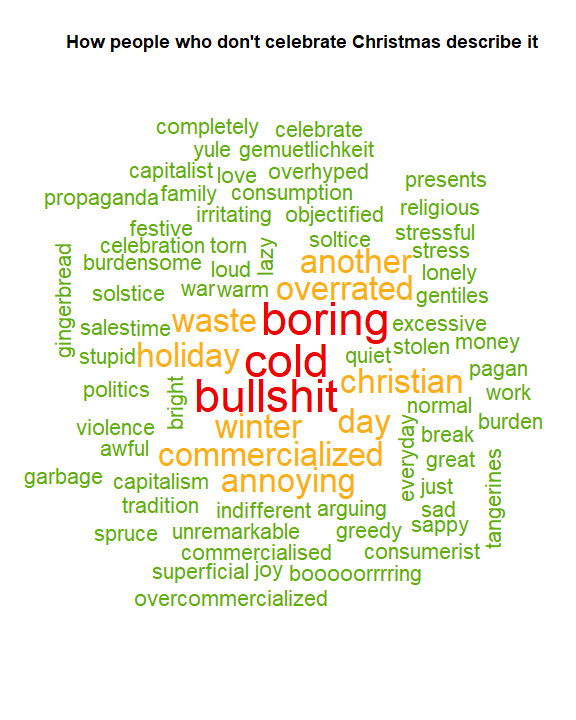 How people who don't celebrate Christmas describe it
completely celebrate
yule gemuetlichkeit
capitalist love overhyped
presents
propaganda family consumption
irritating objectified religious
festive
stressful
celebration torn lazy soltice
stress
burdensome loud another
lonely
gingerbread
solstice war warm overrated gentiles
salestime waste boring excessive
stupid holiday cold quiet stolen money
pagan
politics bright bullshit christian
work
normal
violence winter day everyday break burden
awful commercialized great
garbage capitalism annoying just tangerines
tradition indifferent arguing sad
spruce unremarkable greedy sappy
commercialised consumerist
superficial joy booooorrrring
overcommercialized